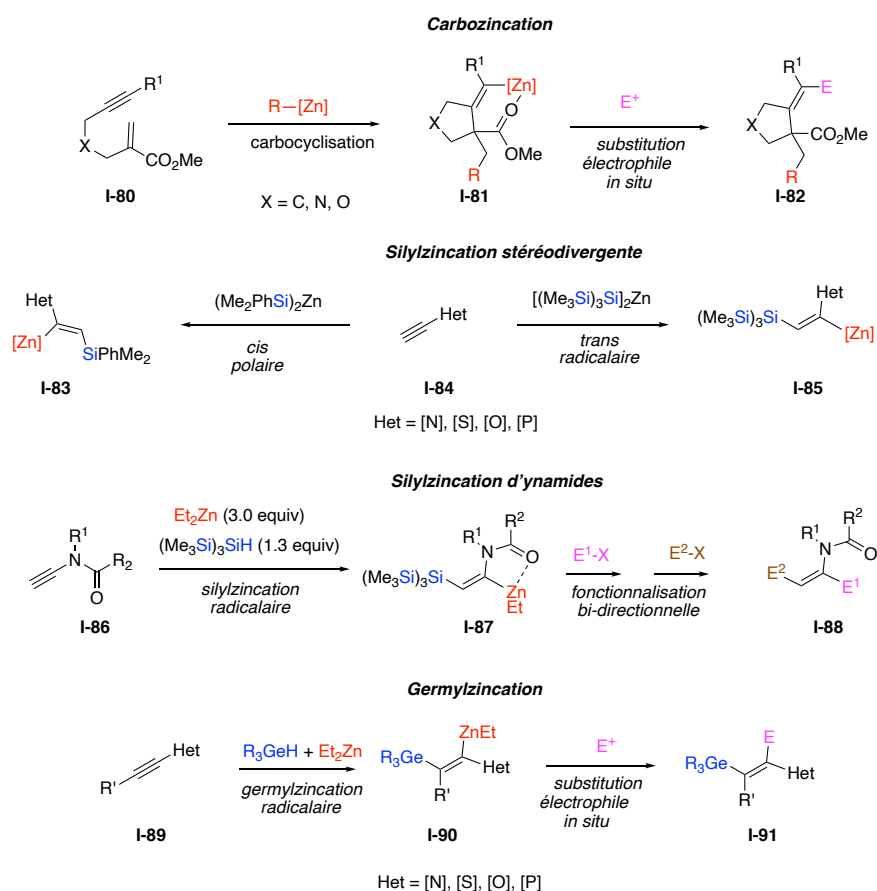 Carbozincation
R1
X
CO2Me
I-80
R—[Zn]
carbocyclisation
X = C, N, O
R1
[Zn]
O
X
OMe
R
I-81
E+
substitution
électrophile
in situ
R1
E
X
CO2Me
R
I-82
Silylzincation stéréodivergente
Het
[Zn]
SiPhMe2
I-83
(Me2PhSi)2Zn
cis
polaire
Het
I-84
[(Me3Si)3Si]2Zn
trans
radicalaire
Het
(Me3Si)3Si
[Zn]
I-85
Het = [N], [S], [O], [P]
Silylzincation d'ynamides
R1
N
R2
O
I-86
Et2Zn (3.0 equiv)
(Me3Si)3SiH (1.3 equiv)
silylzincation
radicalaire
R2
R1
N
O
(Me3Si)3Si
Zn
Et
I-87
E1-X
E2-X
fonctionnalisation
bi-directionnelle
R2
R1
N
O
E2
E1
I-88
Germylzincation
Het
R'
I-89
R3GeH + Et2Zn
germylzincation
radicalaire
ZnEt
R3Ge
Het
R'
I-90
E+
substitution
électrophile
in situ
E
R3Ge
Het
R'
I-91
Het = [N], [S], [O], [P]